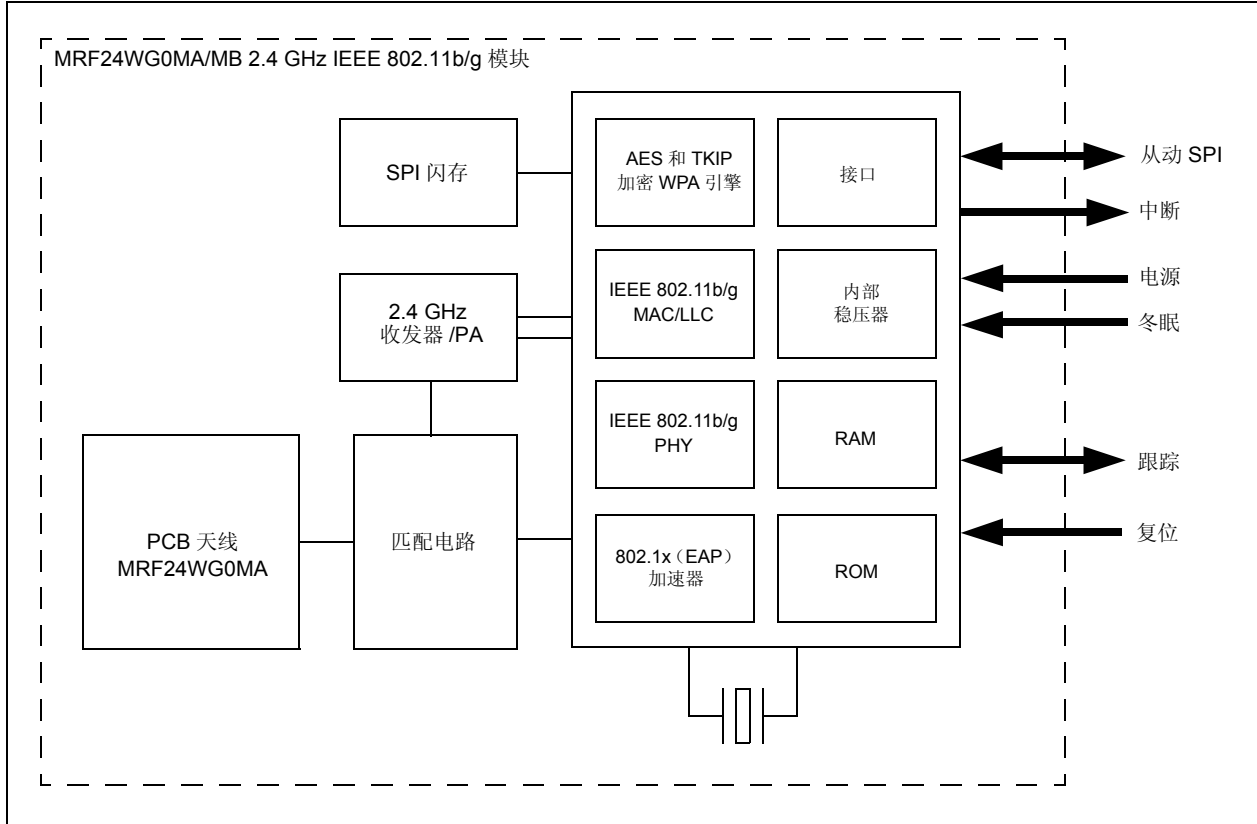 MRF24WG0MA/MB 2.4 GHz IEEE 802.11b/g 模块
SPI 闪存
AES 和 TKIP
加密 WPA 引擎
接口
从动 SPI
中断
2.4 GHz
收发器 /PA
IEEE 802.11b/g
MAC/LLC
内部
稳压器
电源
冬眠
IEEE 802.11b/g
PHY
RAM
跟踪
PCB 天线
MRF24WG0MA
匹配电路
802.1x（EAP）
加速器
ROM
复位